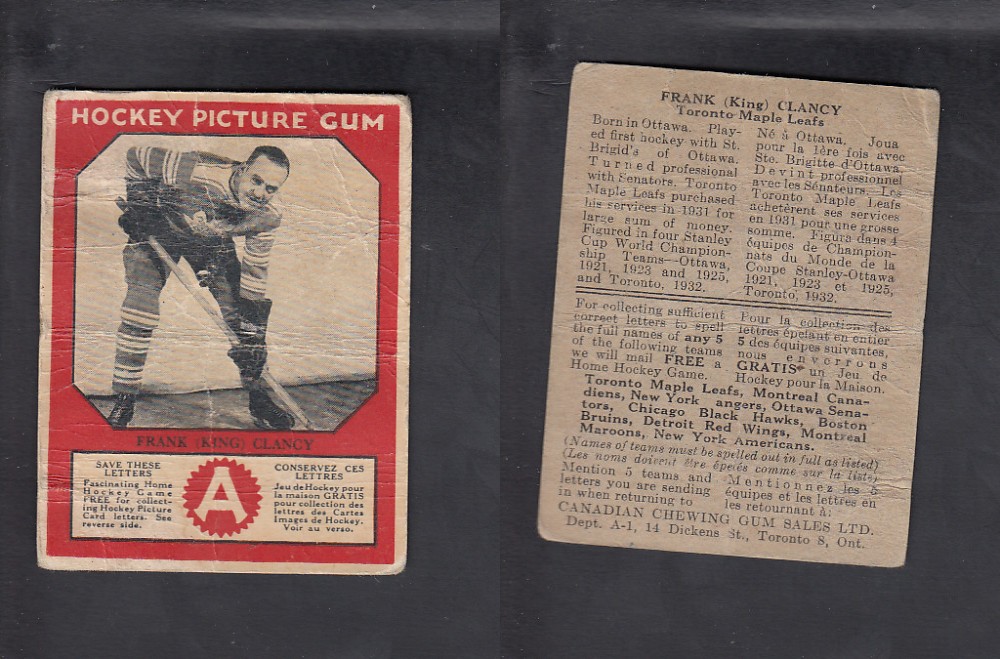 HOCKEY PICTURE GUM
FRANK (KING) CLANCY
SAVE THESE
LETTERS
Fascinating Home
Hockey Game
FREE for collect-
ing Hockey Picture
Card letters. See
reverse side.
A
CONSERVEZ CES
LETTRES
Jeu de Hockey pour
la maison GRATIS
pour collection des
lettres des Cartes
Images de Hockey.
Voir au verso.
FRANK (King) CLANCY
Toronto Maple Leafs
Born in Ottawa. Play-
ed first hockey with St.
Brigid's of Ottawa.
Turned professional
with Senators. Toronto
Maple Leafs purchased
his services in 1931 for
large sum of money.
Figured in four Stanley
Cup World Champion-
ship Teams—Ottawa,
1921, 1923 and 1925,
and Toronto, 1932.
Né à Ottawa. Joua
pour la 1ère fois avec
Ste. Brigitte d'Ottawa.
Devint professionnel
avec les Sénateurs. Les
Toronto Maple Leafs
achetèrent ses services
en 1931 pour une grosse
somme. Figura dans 4
équipes de Champion-
nats du Monde de la
Coupe Stanley-Ottawa
1921, 1923 et 1925,
Toronto, 1932.
For collecting sufficient
correct letters to spell
the full names of any 5
of the following teams
we will mail FREE a
Home Hockey Game.
Pour la collection des
lettres épelant en entier
5 des équipes suivantes,
nous enverrons
GRATIS un Jeu de
Hockey pour la Maison.
Toronto Maple Leafs, Montreal Cana-
diens, New York angers, Ottawa Sena-
tors, Chicago Black Hawks, Boston
Bruins, Detroit Red Wings, Montreal
Maroons, New York Americans.
(Names of teams must be spelled out in full as listed)
(Les noms doivent être épelés comme sur la liste)
Mention 5 teams and
letters you are sending
in when returning to
Mentionnez les 5
équipes et les lettres en
les retournant à:
CANADIAN CHEWING GUM SALES LTD.
Dept. A-1, 14 Dickens St., Toronto 8, Ont.